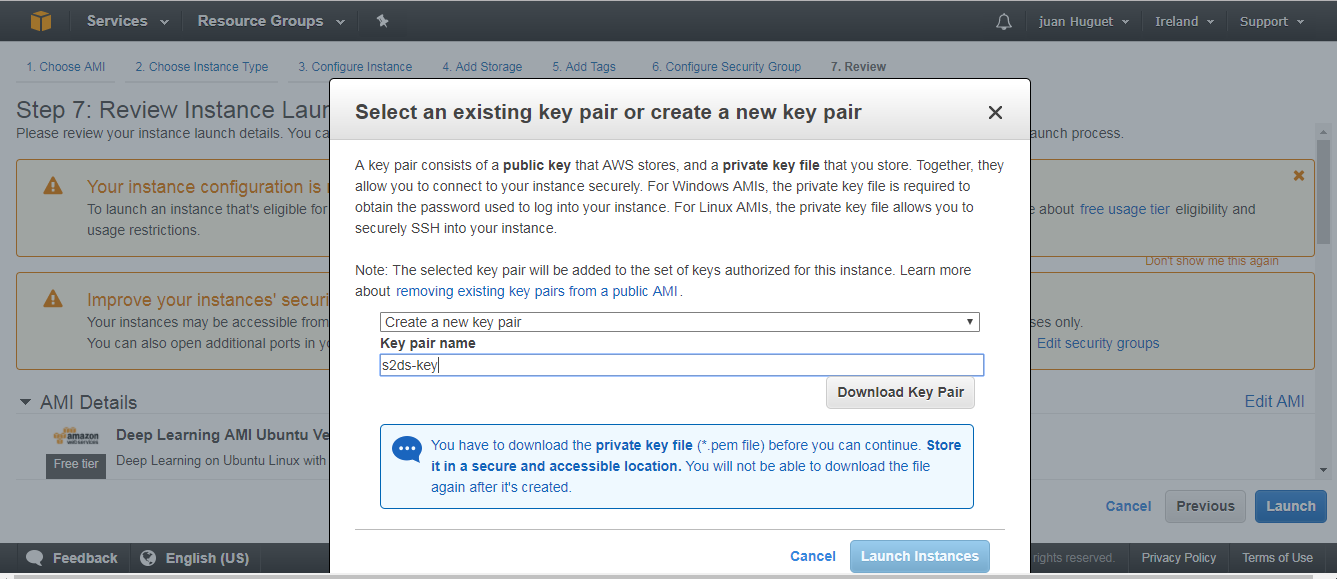 Services Resource Groups juan Huguet Ireland Support
1. Choose AMI 2. Choose Instance Type 3. Configure Instance 4. Add Storage 5. Add Tags 6. Configure Security Group 7. Review
Step 7: Review Instance Laun
Please review your instance launch details. You ca
aunch process.
Your instance configuration is
To launch an instance that's eligible for
e about free usage tier eligibility and
usage restrictions.
Don't show me this again
Improve your instances' securi
Your instances may be accessible from
ses only.
You can also open additional ports in yo
Edit security groups
AMI Details
Edit AMI
amazon
web services
Free tier
Deep Learning AMI Ubuntu Ve
Deep Learning on Ubuntu Linux with
Select an existing key pair or create a new key pair
A key pair consists of a public key that AWS stores, and a private key file that you store. Together, they
allow you to connect to your instance securely. For Windows AMIs, the private key file is required to
obtain the password used to log into your instance. For Linux AMIs, the private key file allows you to
securely SSH into your instance.
Note: The selected key pair will be added to the set of keys authorized for this instance. Learn more
about removing existing key pairs from a public AMI.
Create a new key pair
Key pair name
s2ds-key
Download Key Pair
You have to download the private key file (*.pem file) before you can continue. Store
it in a secure and accessible location. You will not be able to download the file
again after it's created.
Cancel Launch Instances
Cancel Previous Launch
Feedback English (US)
rights reserved. Privacy Policy Terms of Use